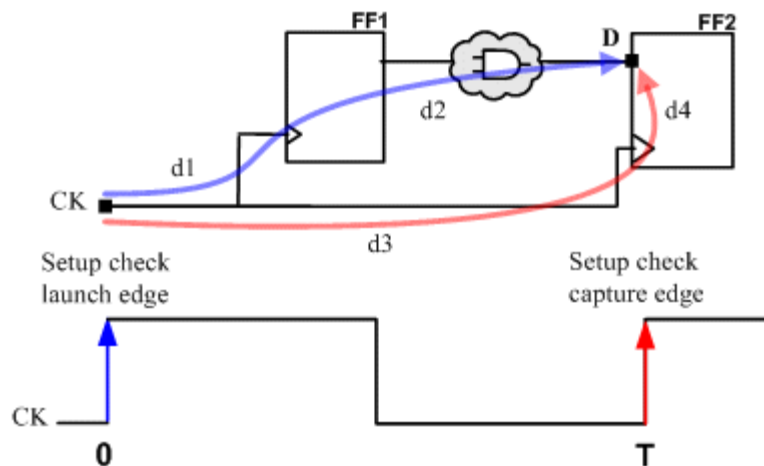 FF1
D
FF2
d2
d4
d1
CK
d3
Setup check
launch edge
Setup check
capture edge
CK
0
T